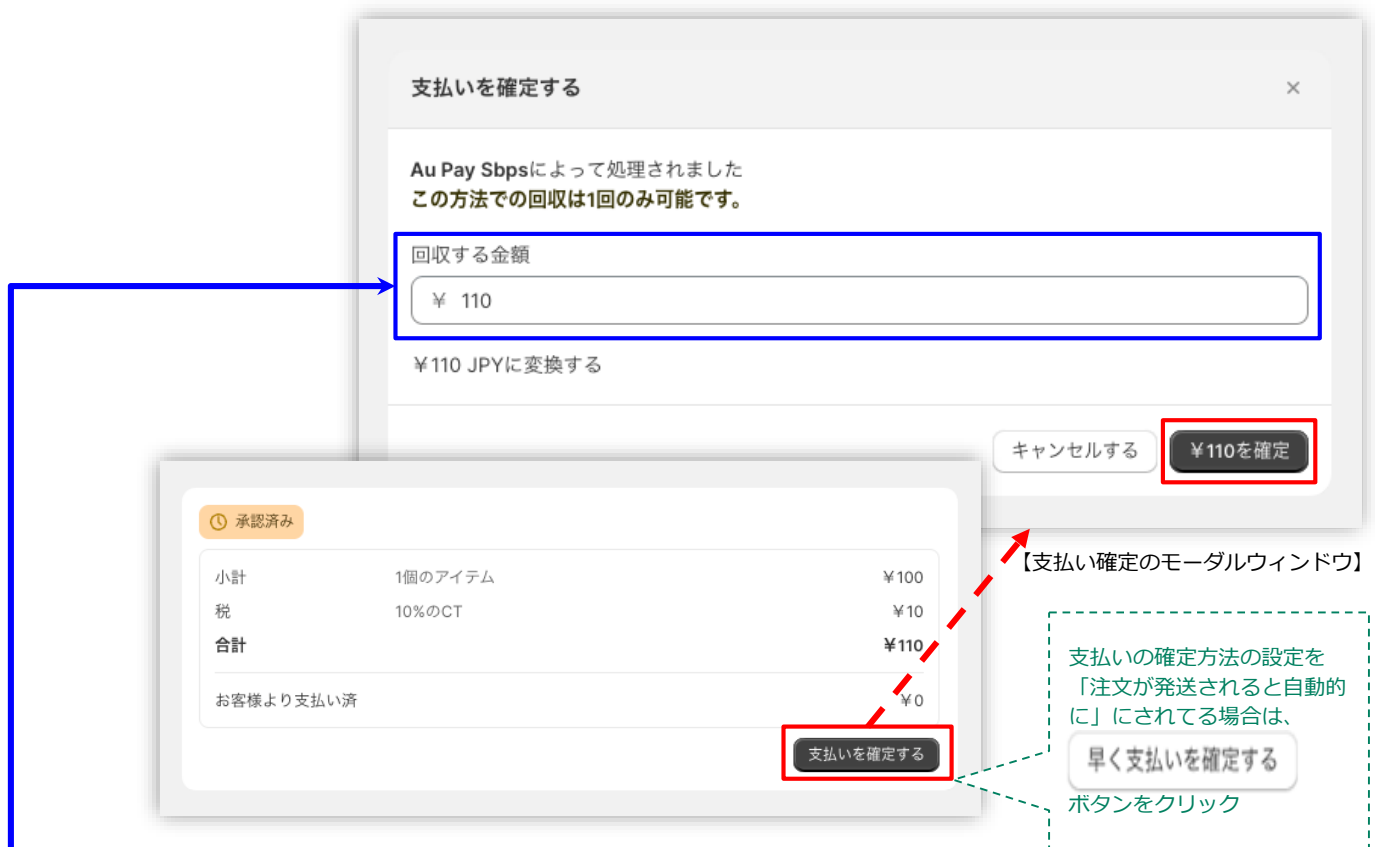 支払いを確定する
×
Au Pay Sbpsによって処理されました
この方法での回収は1回のみ可能です。
回収する金額
¥ 110
¥110 JPYに変換する
キャンセルする
¥110を確定
承認済み
小計 1個のアイテム ¥100
税 10%のCT ¥10
合計 ¥110
お客様より支払い済 ¥0
支払いを確定する
【支払い確定のモーダルウィンドウ】
支払いの確定方法の設定を
「注文が発送されると自動的
に」にされてる場合は、
早く支払いを確定する
ボタンをクリック